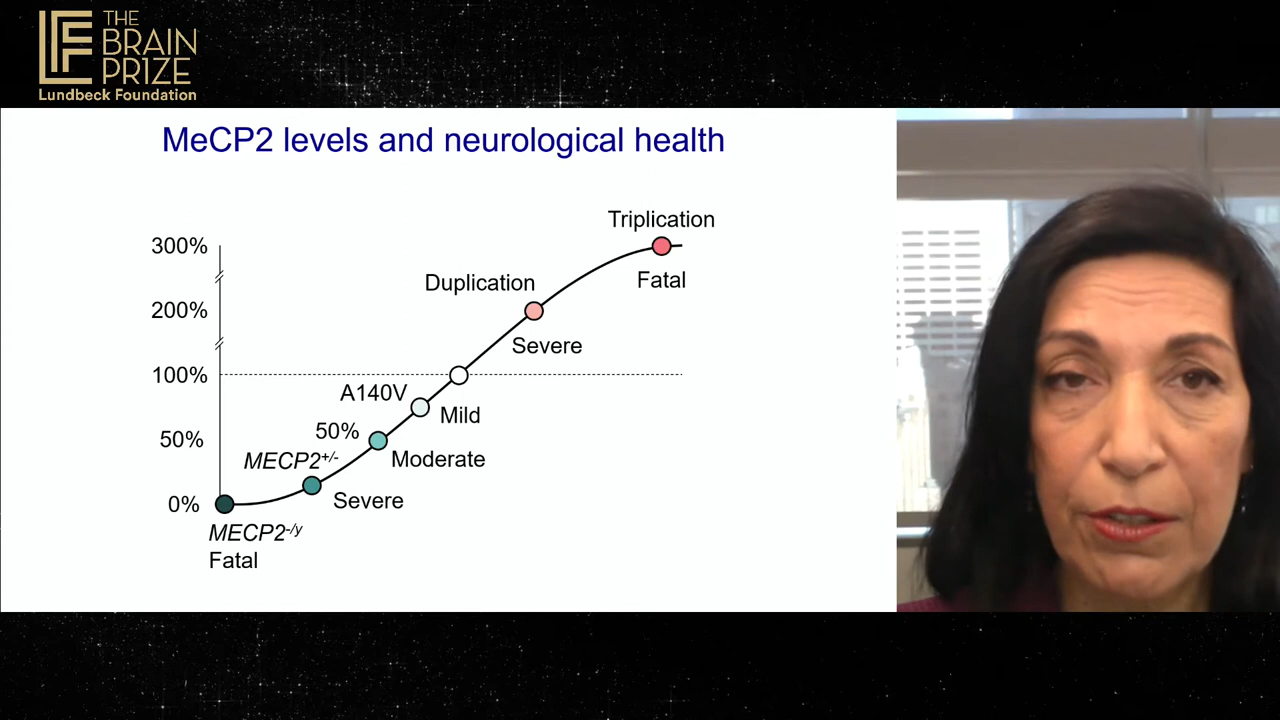 THE
BRAIN
PRIZE
Lundbeck Foundation
MeCP2 levels and neurological health
Triplication
300%
Fatal
Duplication
200%
Severe
100%
A140V
Mild
50%
50%
Moderate
MECP2+/-
Severe
0%
MECP2-/y
Fatal